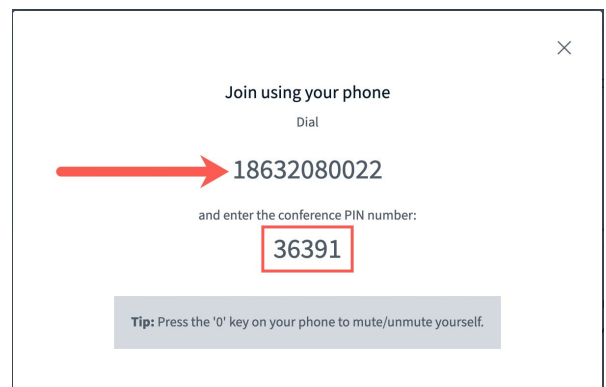 Join using your phone
Dial
18632080022
and enter the conference PIN number:
36391
Tip: Press the '0' key on your phone to mute/unmute yourself.